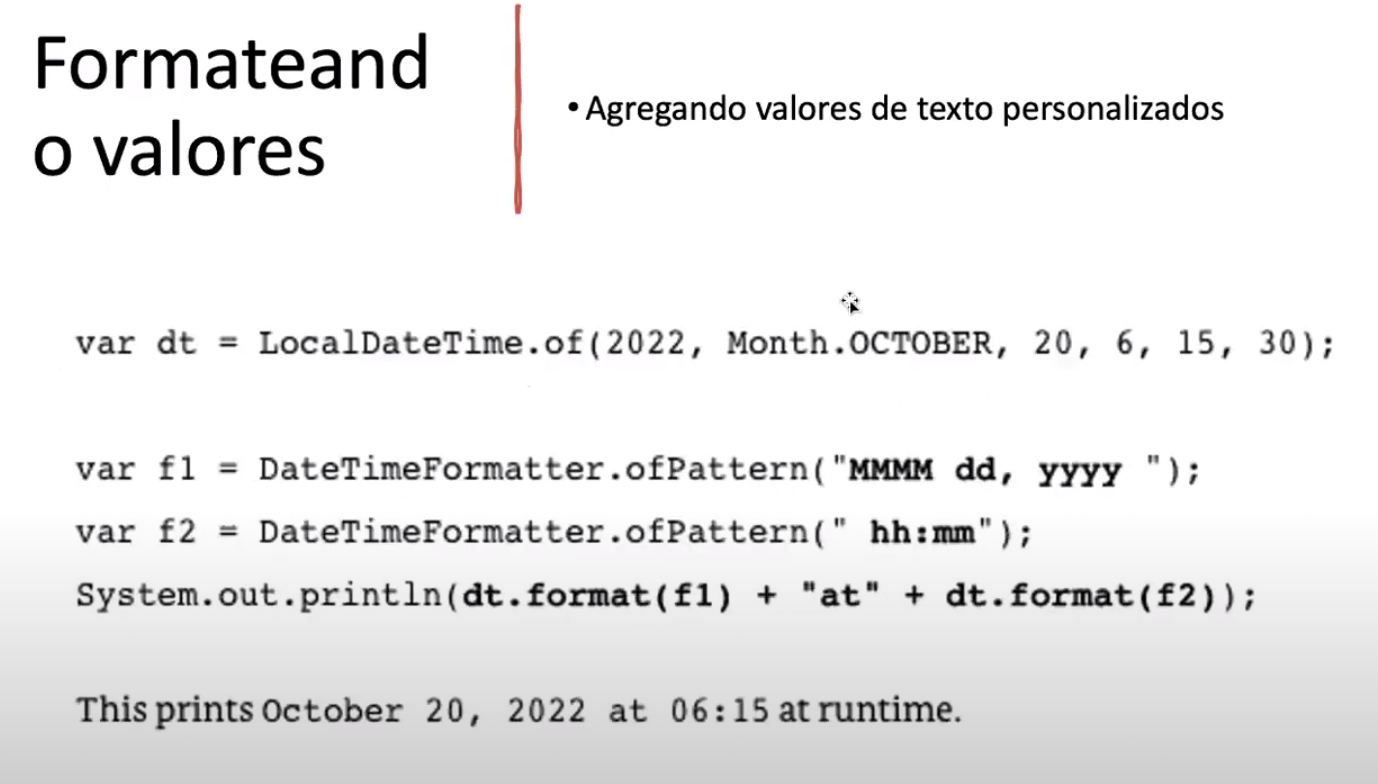 Formateand
o valores
• Agregando valores de texto personalizados
var dt = LocalDateTime.of(2022, Month.OCTOBER, 20, 6, 15, 30);
var f1 = DateTimeFormatter.ofPattern("MMMM dd, yyyy ");
var f2 = DateTimeFormatter.ofPattern(" hh:mm");
System.out.println(dt.format(f1) + "at" + dt.format(f2));
This prints October 20, 2022 at 06:15 at runtime.